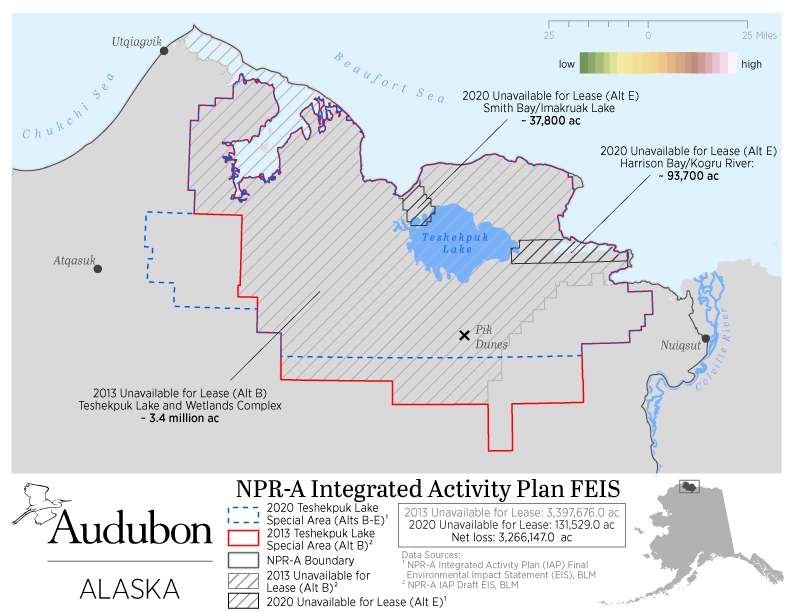 Utqiaġvik
Chukchi Sea
Beaufort Sea
25 0 25 Miles
low high
2020 Unavailable for Lease (Alt E)
Smith Bay/Imakruak Lake
~ 37,800 ac
2020 Unavailable for Lease (Alt E)
Harrison Bay/Kogru River:
~ 93,700 ac
Teshekpuk
Lake
Atqasuk
Pik
Dunes
Nuiqsut
Colville River
2013 Unavailable for Lease (Alt B)
Teshekpuk Lake and Wetlands Complex
~ 3.4 million ac
Audubon
ALASKA
NPR-A Integrated Activity Plan FEIS
2020 Teshekpuk Lake
Special Area (Alts B-E)¹
2013 Teshekpuk Lake
Special Area (Alt B)²
NPR-A Boundary
2013 Unavailable for
Lease (Alt B)²
2020 Unavailable for Lease (Alt E)¹
2013 Unavailable for Lease: 3,397,676.0 ac
2020 Unavailable for Lease: 131,529.0 ac
Net loss: 3,266,147.0 ac
Data Sources:
¹ NPR-A Integrated Activity Plan (IAP) Final
Environmental Impact Statement (EIS), BLM
² NPR-A IAP Draft EIS, BLM